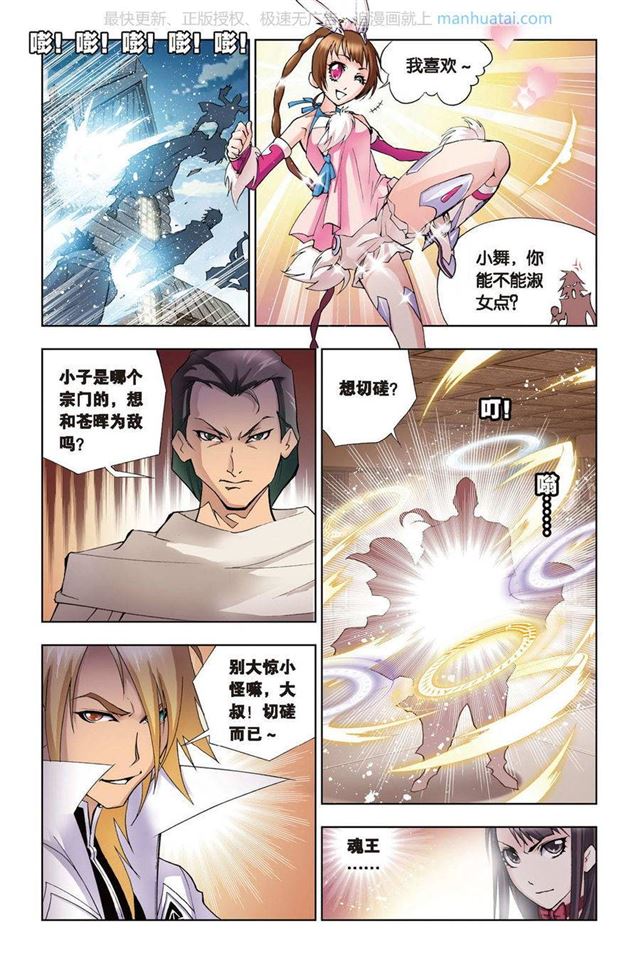 最快更新、正版授权、极速无广告、追漫画就上 manhuatai.com
嘭！嘭！嘭！嘭！嘭！
我喜欢～
小舞，你
能不能淑
女点？
小子是哪个
宗门的，想
和苍晖为敌
吗？
想切磋？
叮！
嗡……
别大惊小
怪嘛，大
叔！切磋
而已～
魂王
……